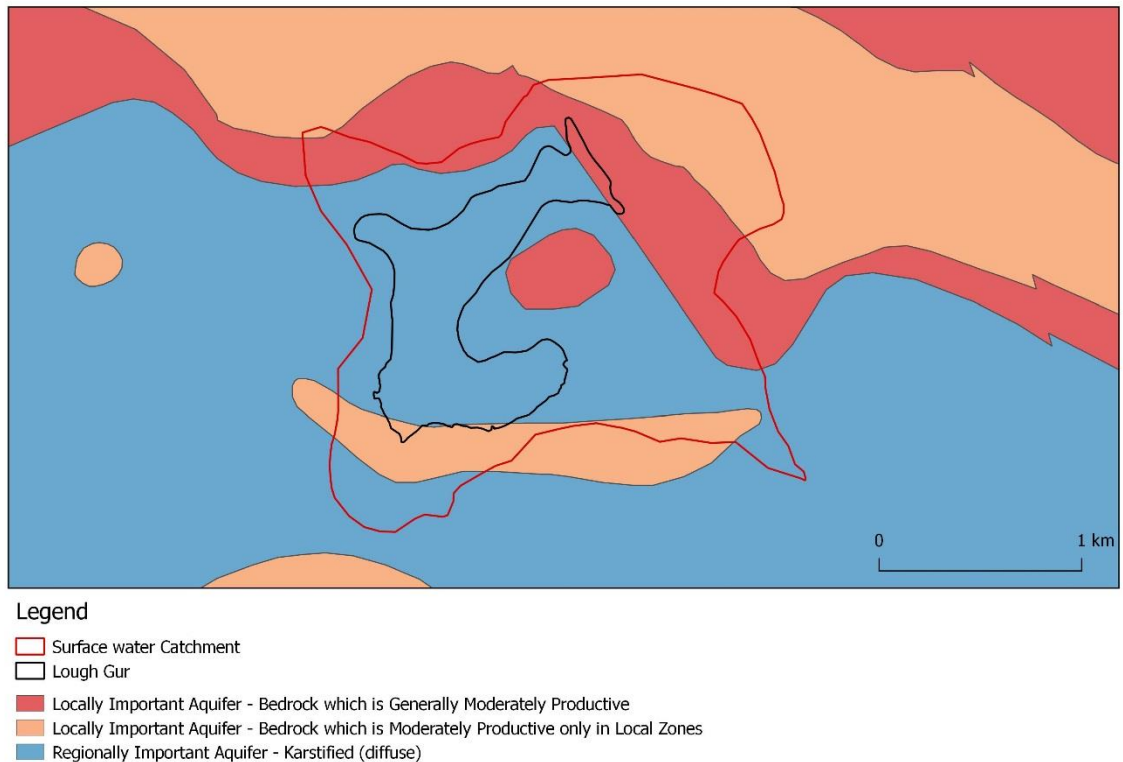 0 1 km
Legend
Surface water Catchment
Lough Gur
Locally Important Aquifer - Bedrock which is Generally Moderately Productive
Locally Important Aquifer - Bedrock which is Moderately Productive only in Local Zones
Regionally Important Aquifer - Karstified (diffuse)